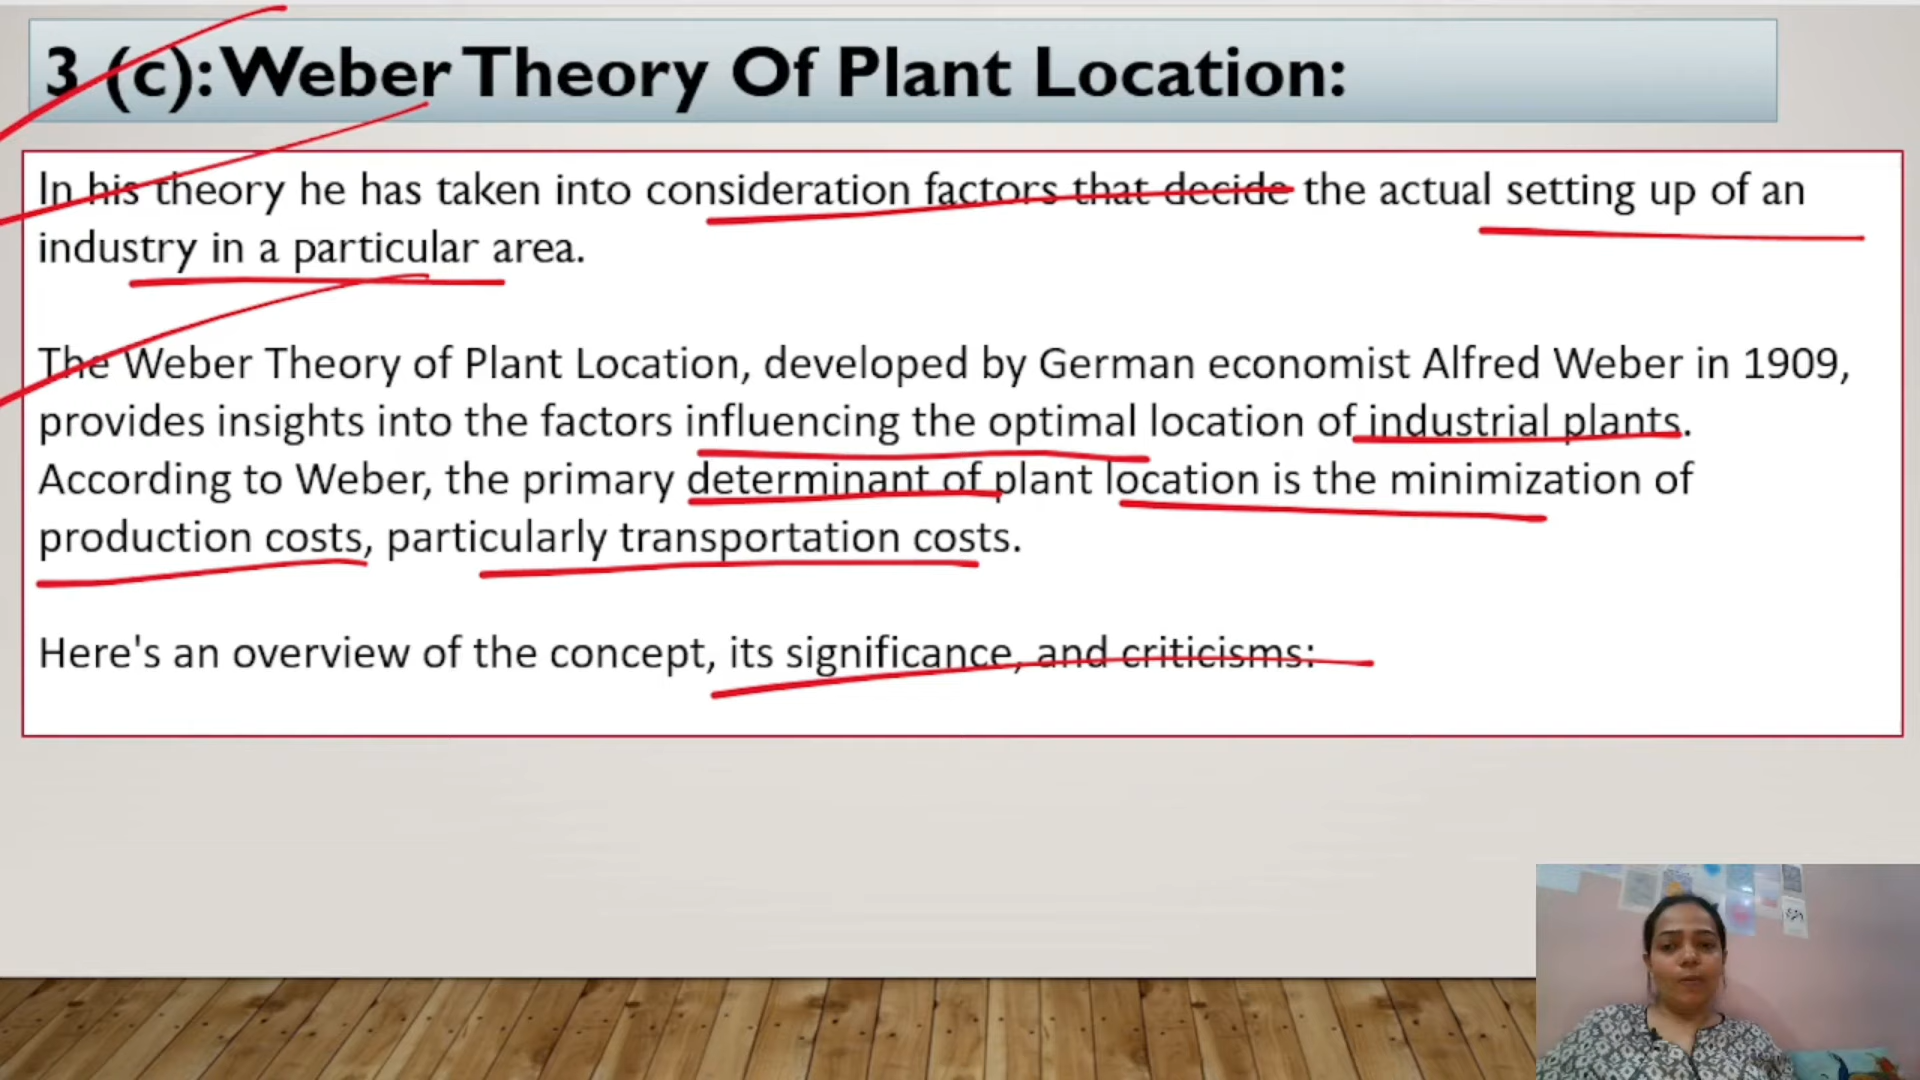 3 (c): Weber Theory Of Plant Location:
In his theory he has taken into consideration factors that decide the actual setting up of an
industry in a particular area.
The Weber Theory of Plant Location, developed by German economist Alfred Weber in 1909,
provides insights into the factors influencing the optimal location of industrial plants.
According to Weber, the primary determinant of plant location is the minimization of
production costs, particularly transportation costs.
Here's an overview of the concept, its significance, and criticisms: